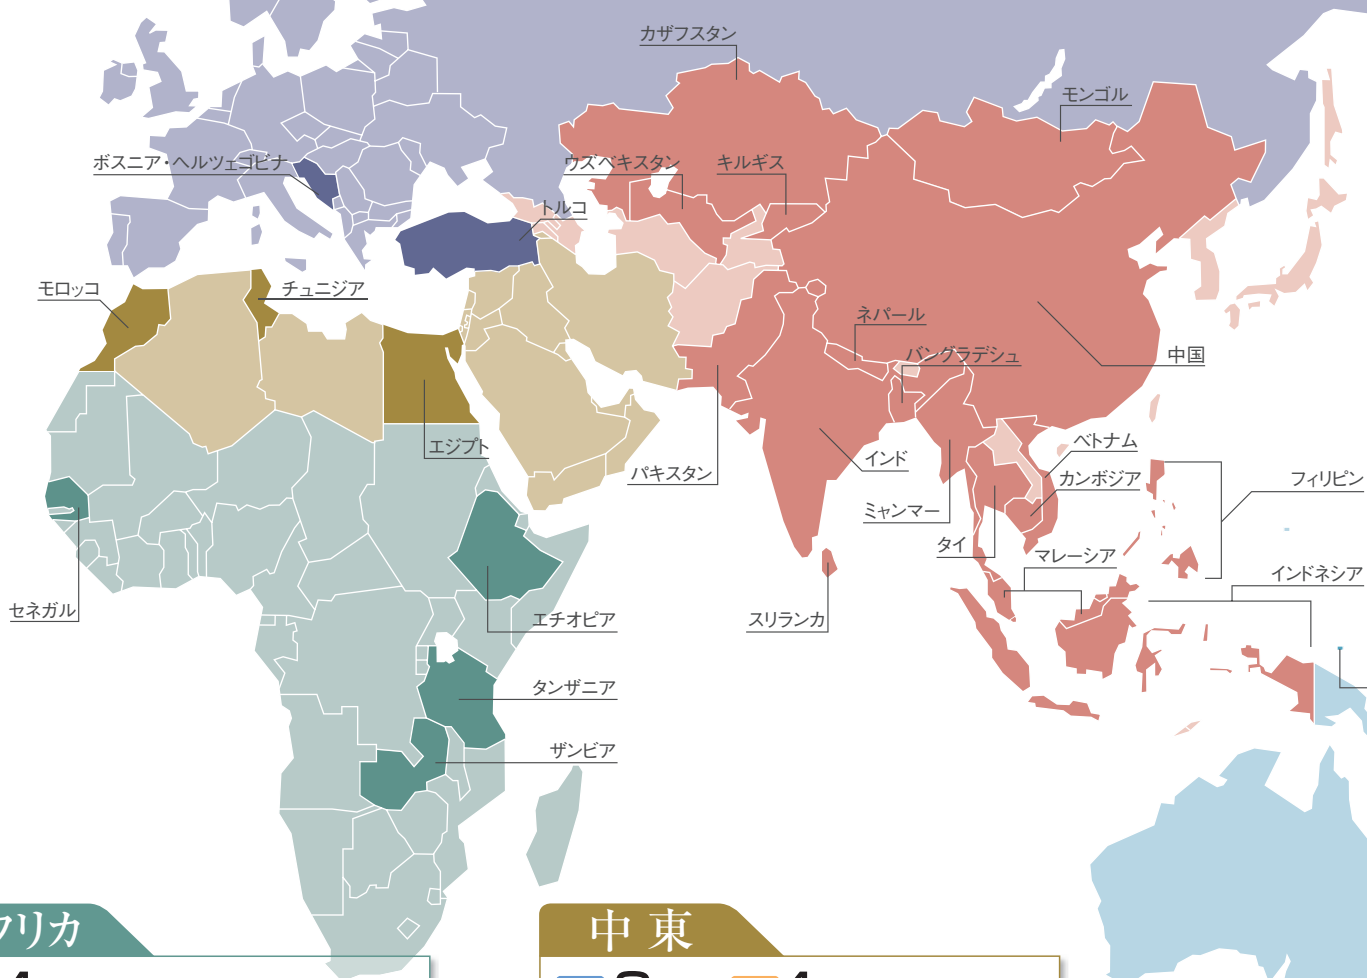 カザフスタン
モンゴル
ボスニア・ヘルツェゴビナ
ウズベキスタン
キルギス
トルコ
モロッコ
チュニジア
ネパール
バングラデシュ
中国
エジプト
パキスタン
インド
ベトナム
カンボジア
フィリピン
ミャンマー
タイ
マレーシア
インドネシア
セネガル
エチオピア
スリランカ
タンザニア
ザンビア
フリカ
中東